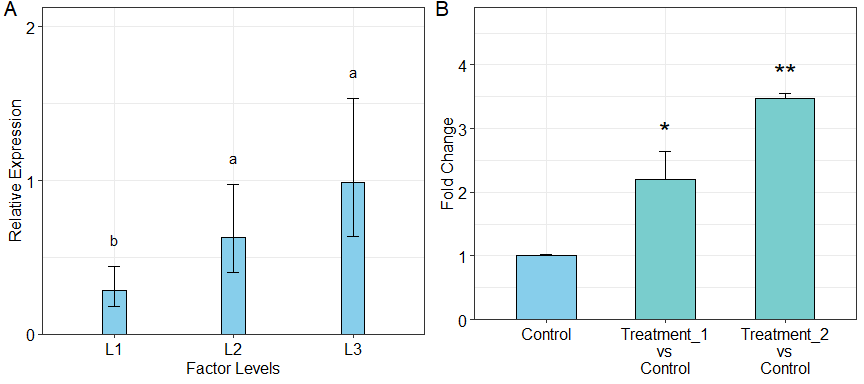 A
Relative Expression
2
1
0
b
a
a
L1 L2 L3
Factor Levels
B
Fold Change
4
3
2
1
0
*
**
Control Treatment_1 Treatment_2
vs vs
Control Control